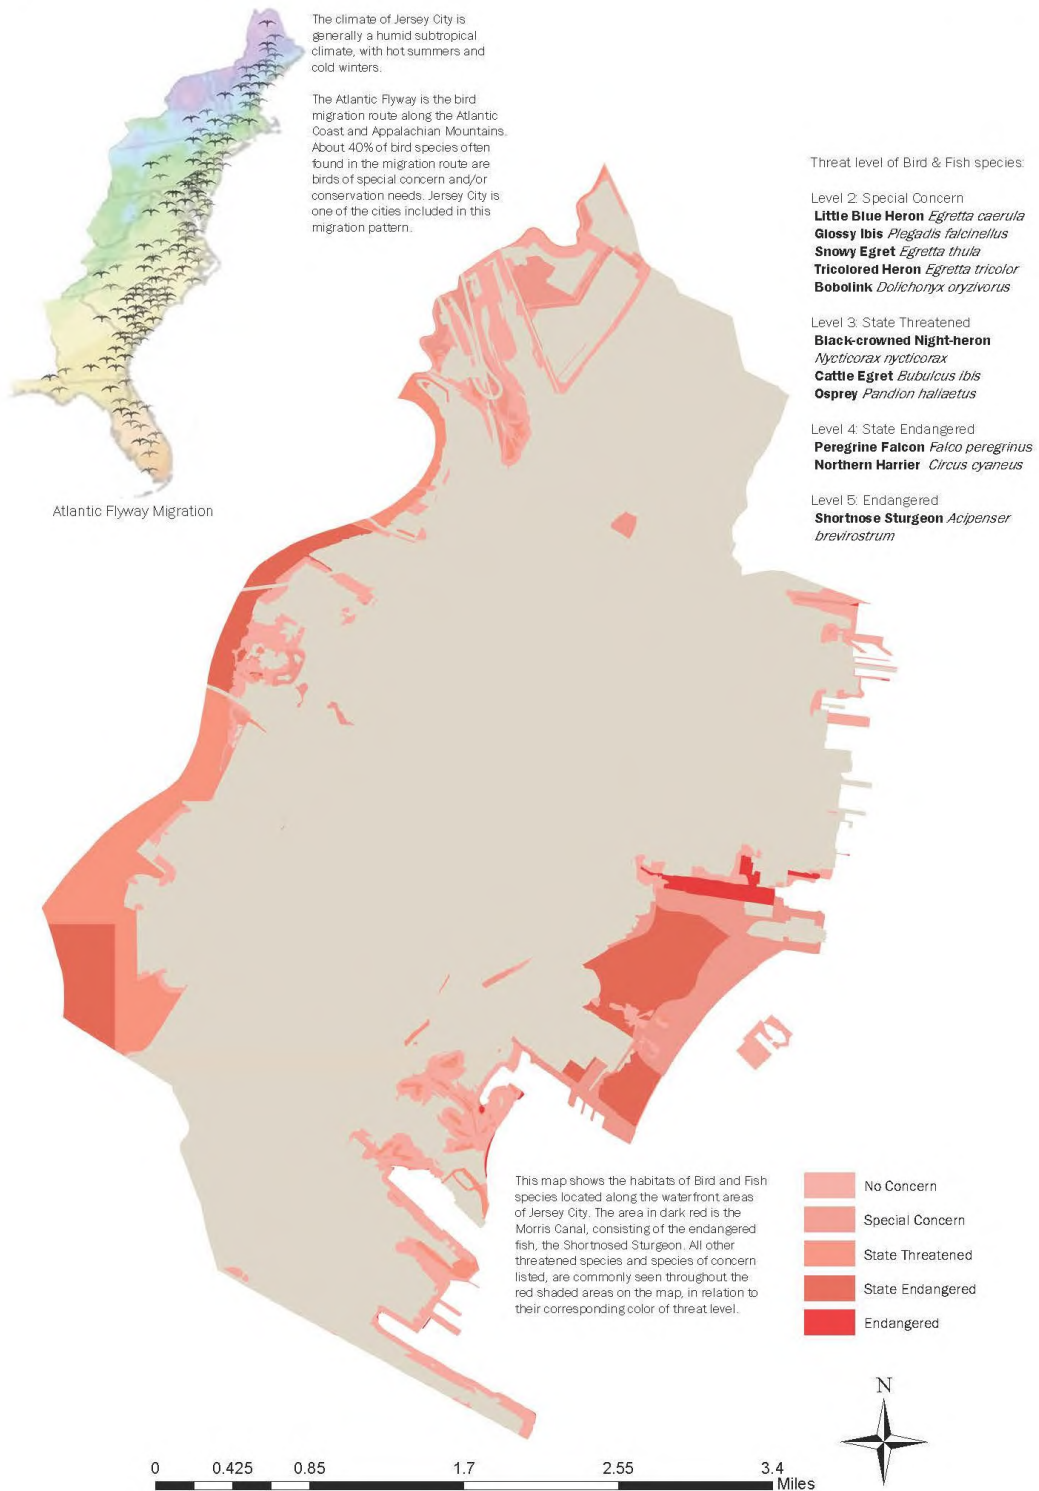 The climate of Jersey City is
generally a humid subtropical
climate, with hot summers and
cold winters.
The Atlantic Flyway is the bird
migration route along the Atlantic
Coast and Appalachian Mountains.
About 40% of bird species often
found in the migration route are
birds of special concern and/or
conservation needs. Jersey City is
one of the cities included in this
migration pattern.
Atlantic Flyway Migration
Threat level of Bird & Fish species:
Level 2: Special Concern
Little Blue Heron Egretta caerula
Glossy Ibis Plegadis falcinellus
Snowy Egret Egretta thula
Tricolored Heron Egretta tricolor
Bobolink Dolichonyx oryzivorus
Level 3: State Threatened
Black-crowned Night-heron
Nycticorax nycticorax
Cattle Egret Bubulcus ibis
Osprey Pandion haliaetus
Level 4: State Endangered
Peregrine Falcon Falco peregrinus
Northern Harrier Circus cyaneus
Level 5: Endangered
Shortnose Sturgeon Acipenser
brevirostrum
This map shows the habitats of Bird and Fish
species located along the waterfront areas
of Jersey City. The area in dark red is the
Morris Canal, consisting of the endangered
fish, the Shortnosed Sturgeon. All other
threatened species and species of concern
listed, are commonly seen throughout the
red shaded areas on the map, in relation to
their corresponding color of threat level.
No Concern
Special Concern
State Threatened
State Endangered
Endangered
N
0 0.425 0.85 1.7 2.55 3.4
Miles